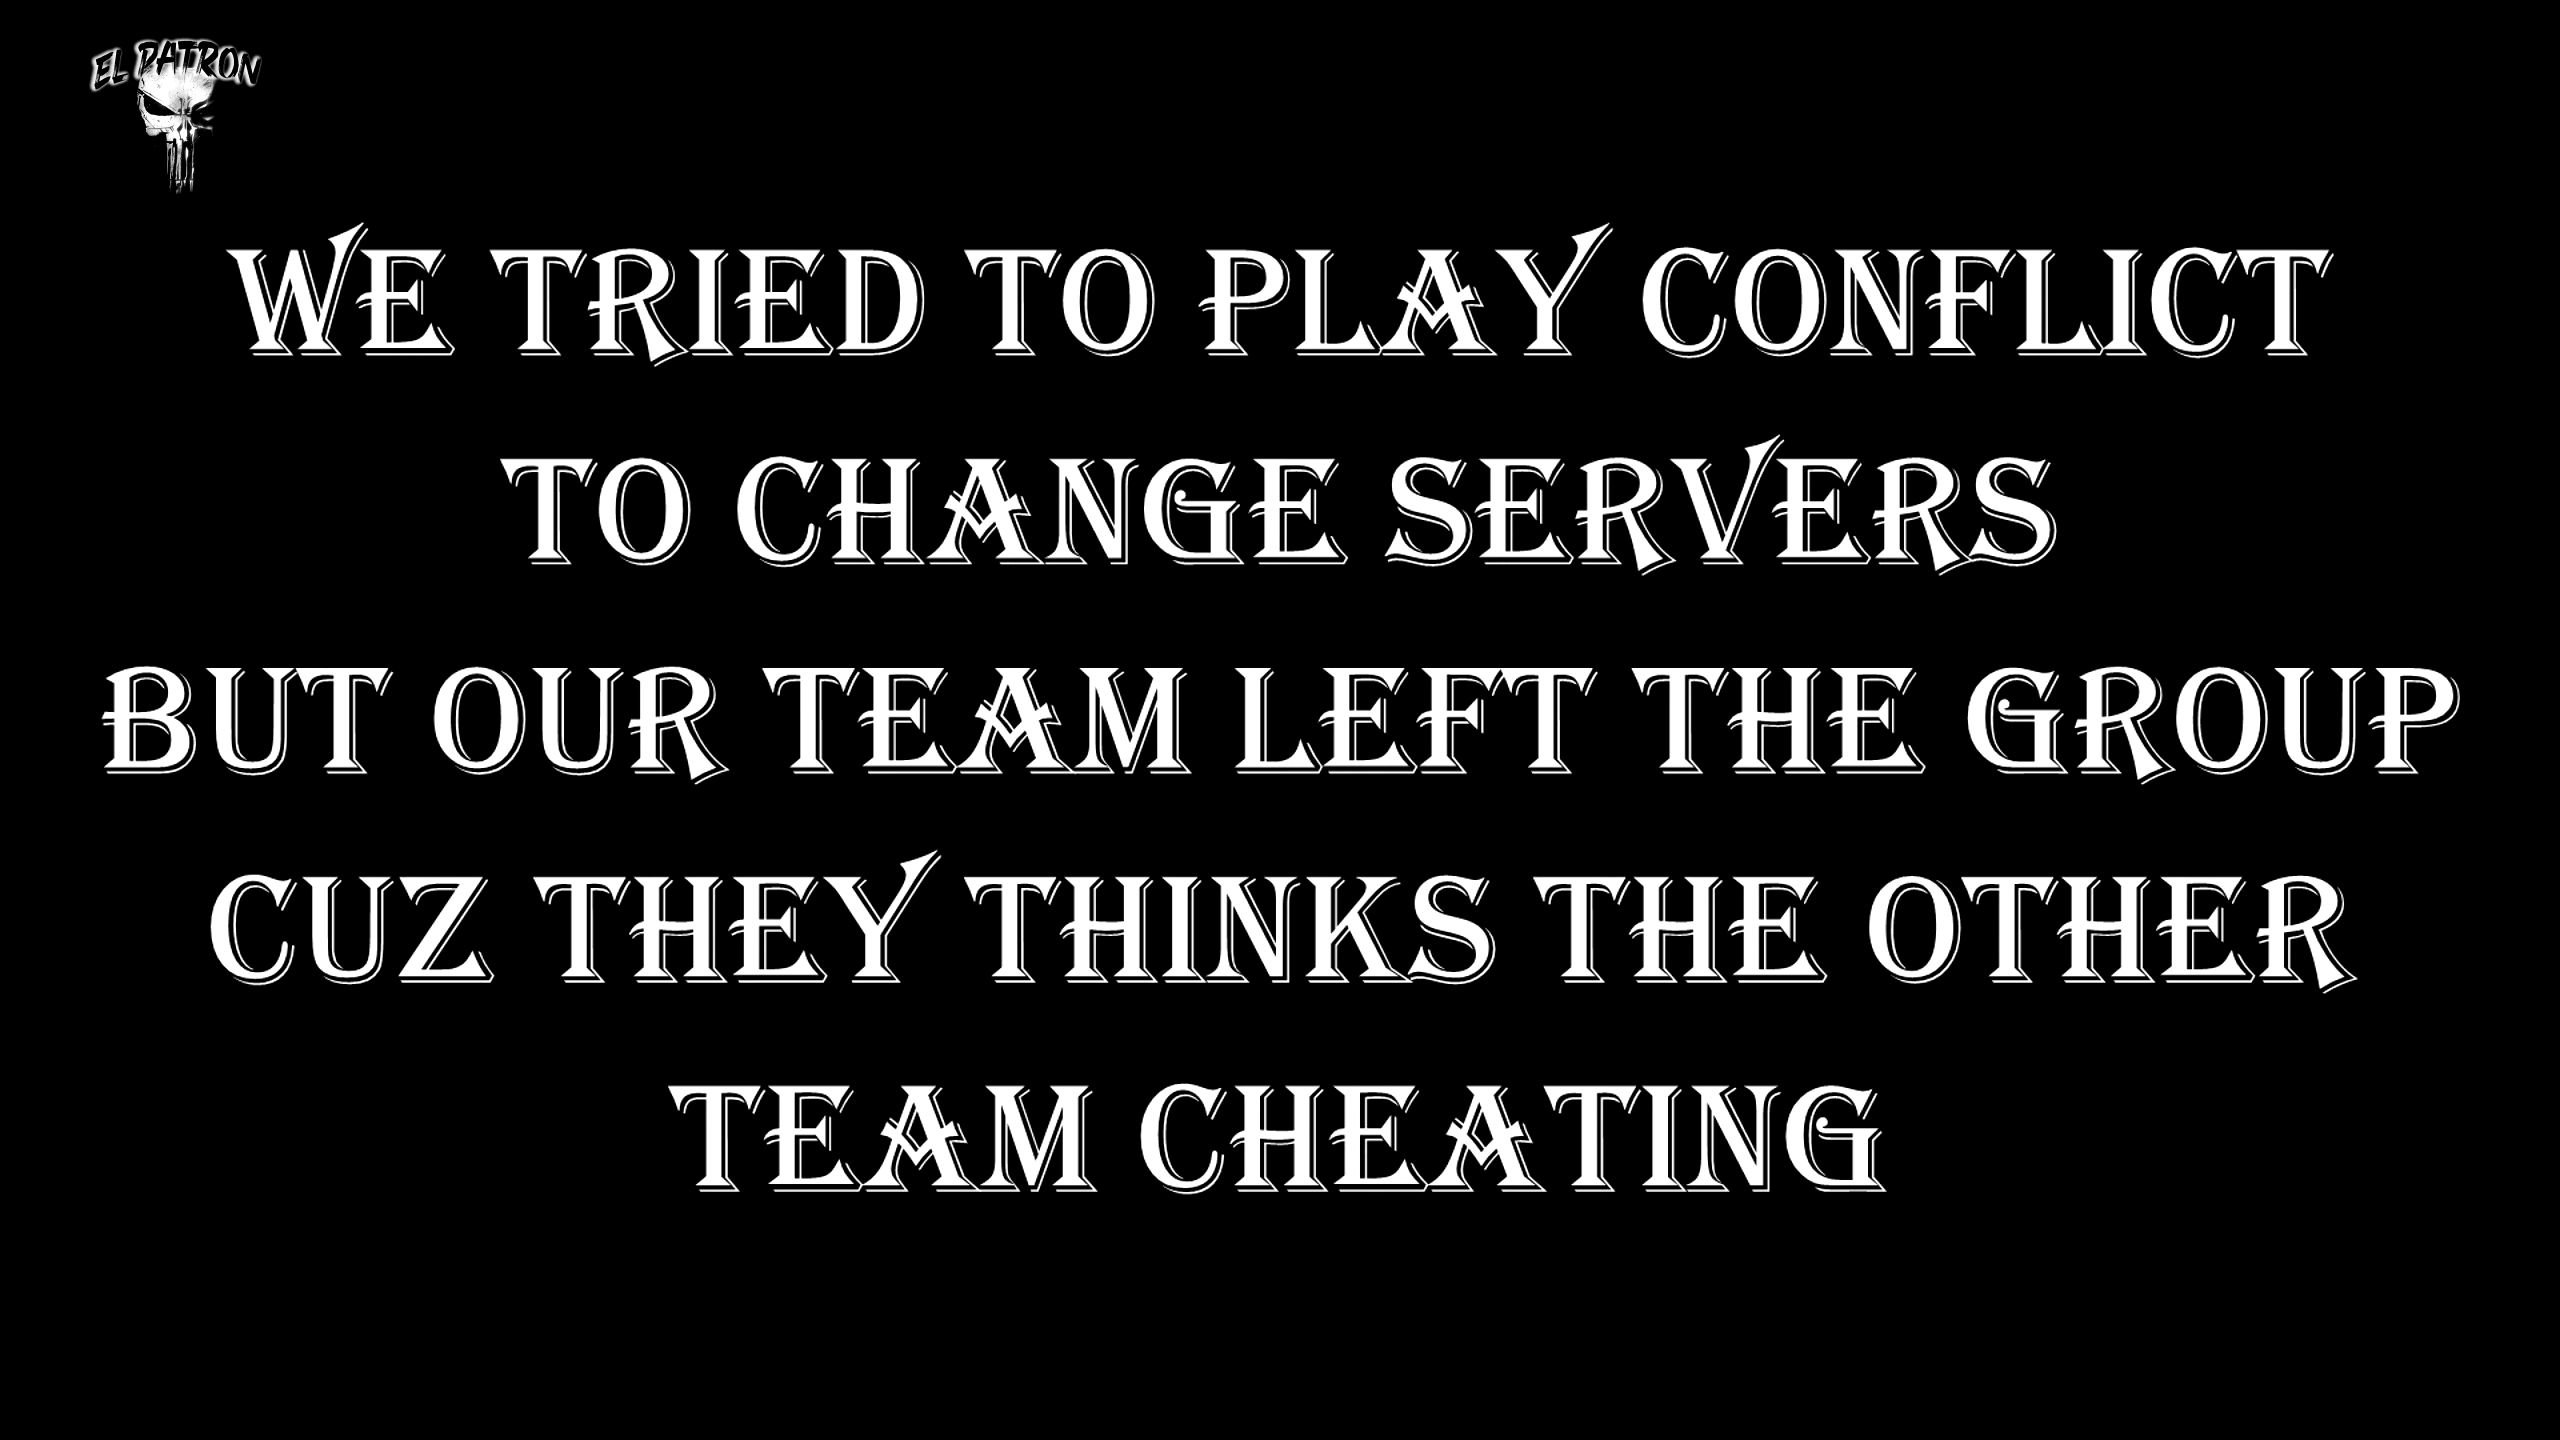 EL PATRON
WE TRIED TO PLAY CONFLICT
TO CHANGE SERVERS
BUT OUR TEAM LEFT THE GROUP
CUZ THEY THINKS THE OTHER
TEAM CHEATING